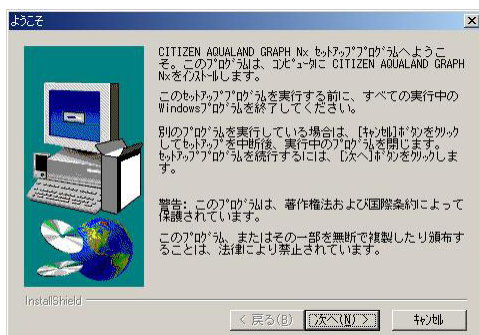 ようこそ
CITIZEN AQUALAND GRAPH Nx ｾｯﾄｱｯﾌﾟﾌﾟﾛｸﾞﾗﾑへようこ
そ。このﾌﾟﾛｸﾞﾗﾑは、ｺﾝﾋﾟｭｰﾀに CITIZEN AQUALAND GRAPH
Nxをｲﾝｽﾄｰﾙします。
このｾｯﾄｱｯﾌﾟﾌﾟﾛｸﾞﾗﾑを実行する前に、すべての実行中の
Windowsﾌﾟﾛｸﾞﾗﾑを終了してください。
別のﾌﾟﾛｸﾞﾗﾑを実行している場合は、[ｷｬﾝｾﾙ]ﾎﾞﾀﾝをｸﾘｯｸ
してｾｯﾄｱｯﾌﾟを中断後、実行中のﾌﾟﾛｸﾞﾗﾑを閉じます。
ｾｯﾄｱｯﾌﾟﾌﾟﾛｸﾞﾗﾑを続行するには、[次へ]ﾎﾞﾀﾝをｸﾘｯｸしま
す。
警告: このﾌﾟﾛｸﾞﾗﾑは、著作権法および国際条約によって
保護されています。
このﾌﾟﾛｸﾞﾗﾑ、またはその一部を無断で複製したり頒布す
ることは、法律により禁止されています。
InstallShield
< 戻る(B) 次へ(N) > ｷｬﾝｾﾙ